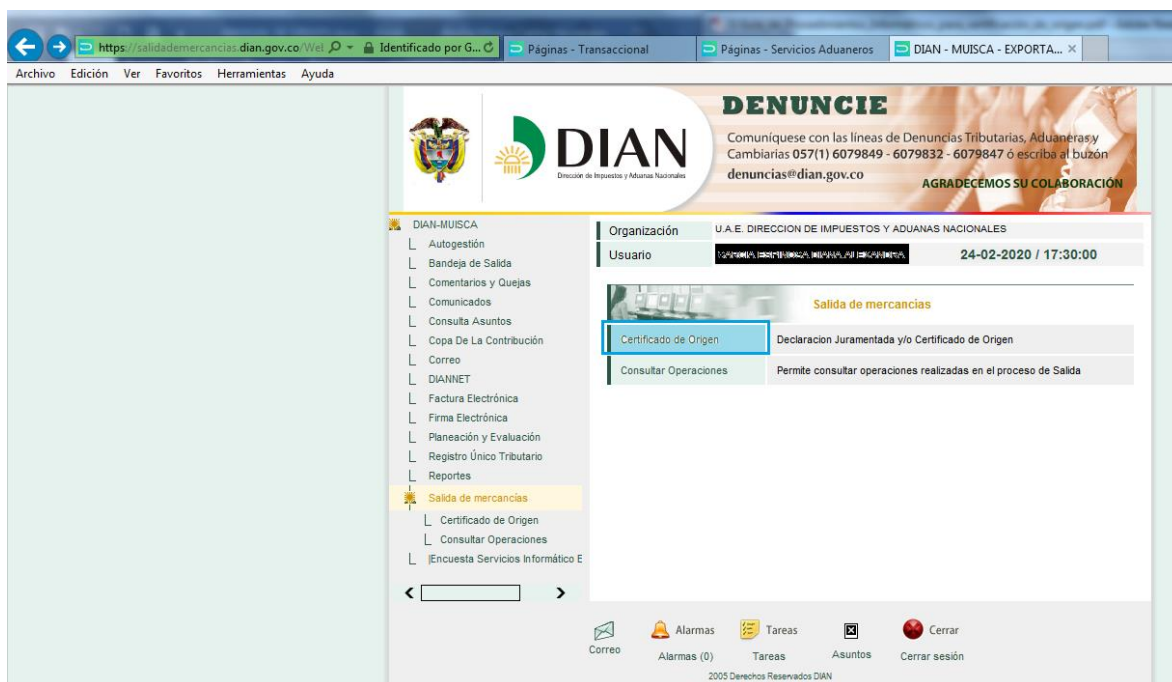 https://salidademercancias.dian.gov.co/Wel
Identificado por G...
Páginas - Transaccional
Páginas - Servicios Aduaneros
DIAN - MUISCA - EXPORTA...
Archivo Edición Ver Favoritos Herramientas Ayuda
DIAN
Dirección de Impuestos y Aduanas Nacionales
DENUNCIE
Comuníquese con las líneas de Denuncias Tributarias, Aduaneras y
Cambiarias 057(1) 6079849 - 6079832 - 6079847 ó escriba al buzón
denuncias@dian.gov.co
AGRADECEMOS SU COLABORACIÓN
DIAN-MUISCA
Autogestión
Bandeja de Salida
Comentarios y Quejas
Comunicados
Consulta Asuntos
Copa De La Contribución
Correo
DIANNET
Factura Electrónica
Firma Electrónica
Planeación y Evaluación
Registro Único Tributario
Reportes
Salida de mercancías
Certificado de Origen
Consultar Operaciones
|Encuesta Servicios Informático E
Organización U.A.E. DIRECCION DE IMPUESTOS Y ADUANAS NACIONALES
Usuario 24-02-2020 / 17:30:00
Salida de mercancías
Certificado de Origen Declaracion Juramentada y/o Certificado de Origen
Consultar Operaciones Permite consultar operaciones realizadas en el proceso de Salida
Alarmas Tareas Cerrar
Correo Alarmas (0) Tareas Asuntos Cerrar sesión
2005 Derechos Reservados DIAN